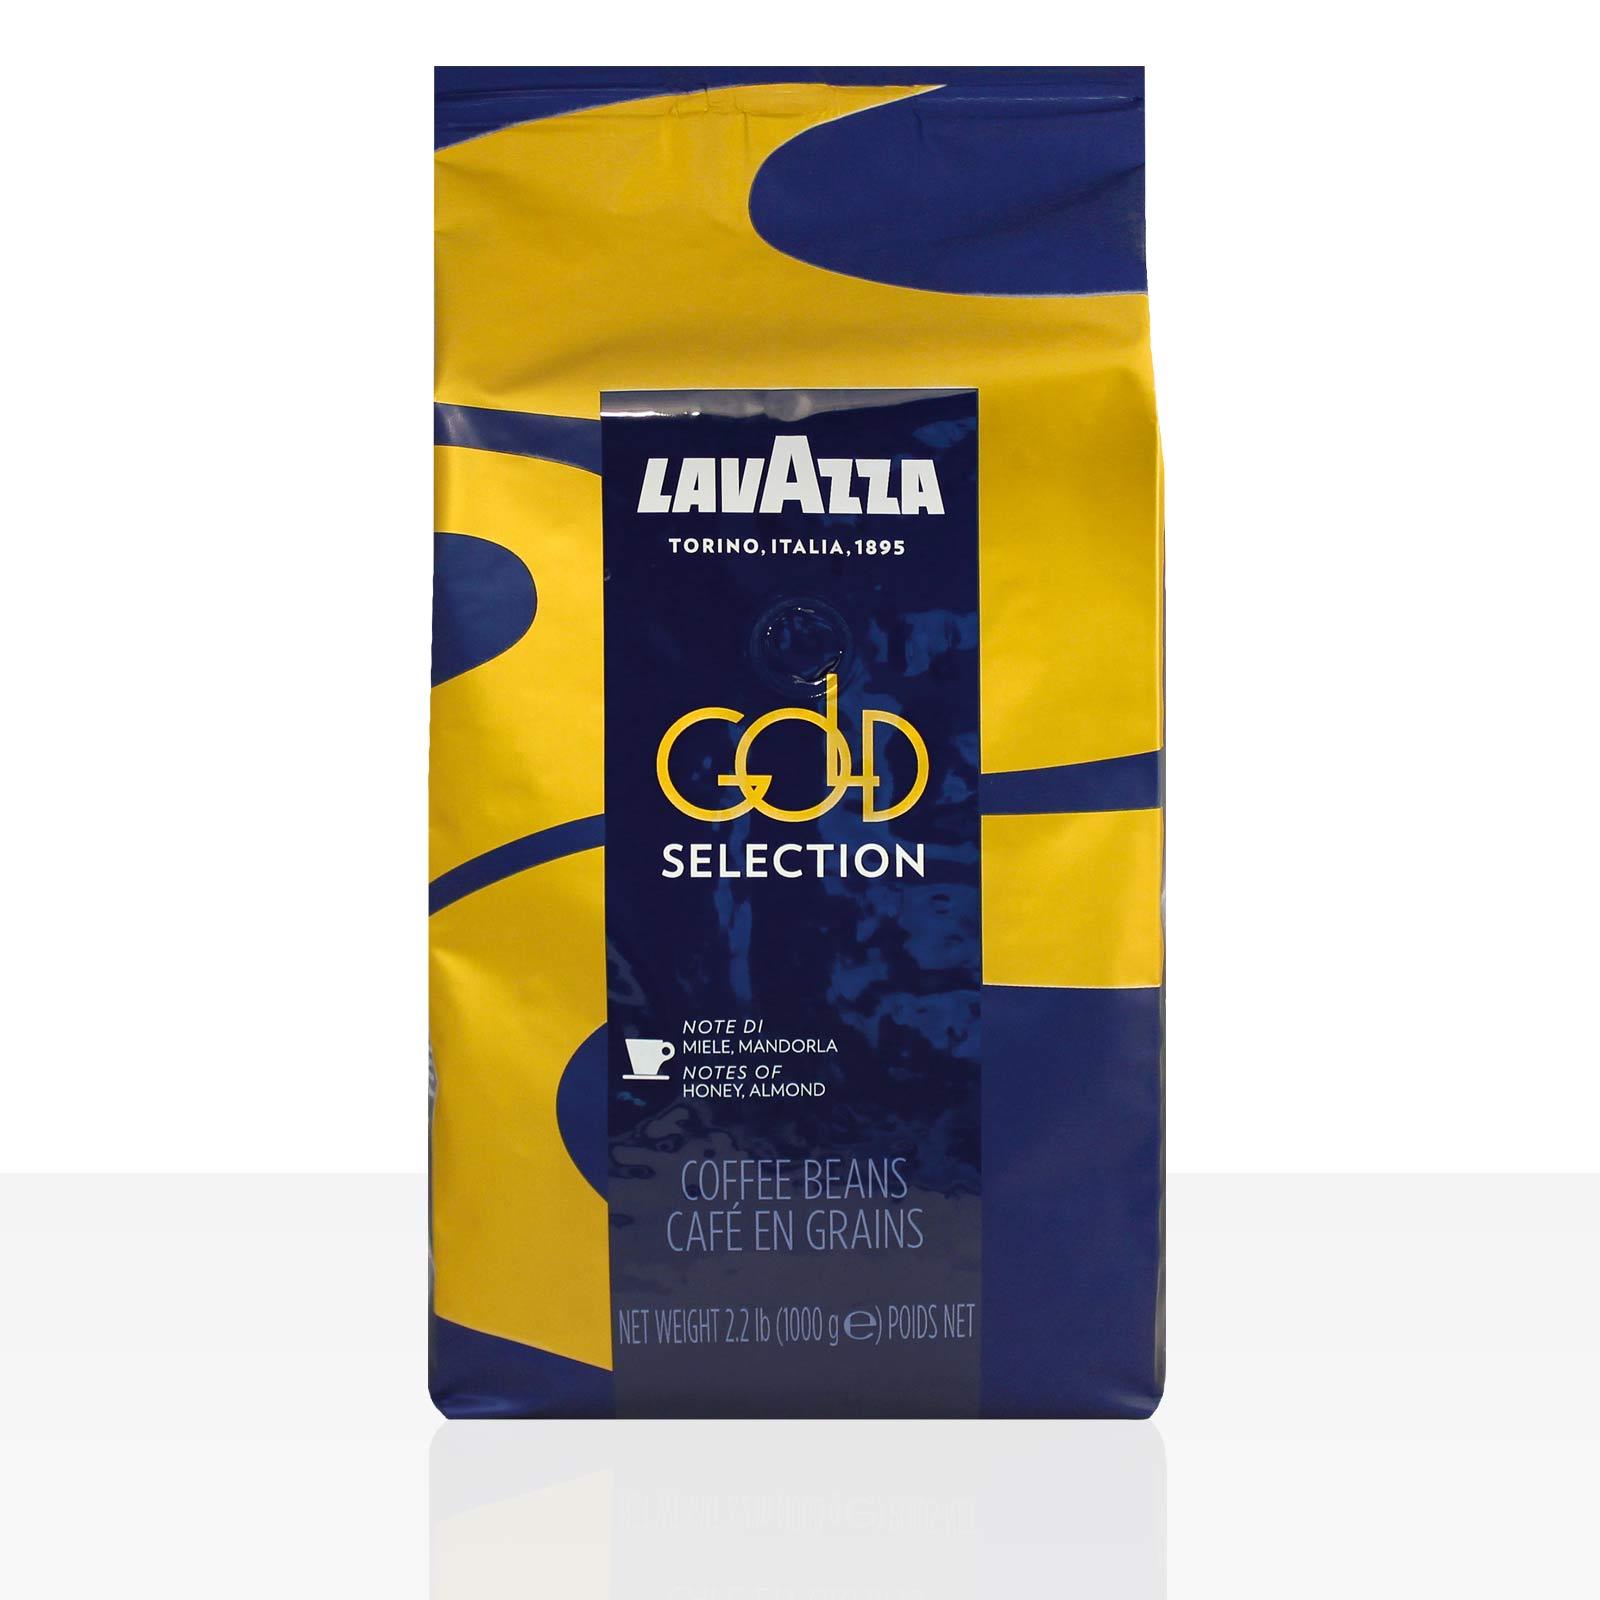 LAVAZZA
TORINO, ITALIA, 1895
GOLD
SELECTION
NOTE DI
MIELE, MANDORLA
NOTES OF
HONEY, ALMOND
COFFEE BEANS
CAFÉ EN GRAINS
NET WEIGHT 2.2 lb (1000 g ℮) POIDS NET